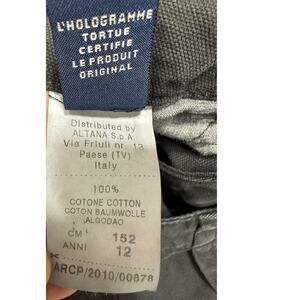 L'HOLOGRAMME
TORTUE
CERTIFIE
LE PRODUIT
ORIGINAL
Distributed by
ALTANA S.p.A.
Via Friuli nr. 13
Paese (TV)
Italy
100%
COTONE COTTON
COTON BAUMWOLLE
ALGODAO
CM 152
ANNI 12
ARCP/2010/00678